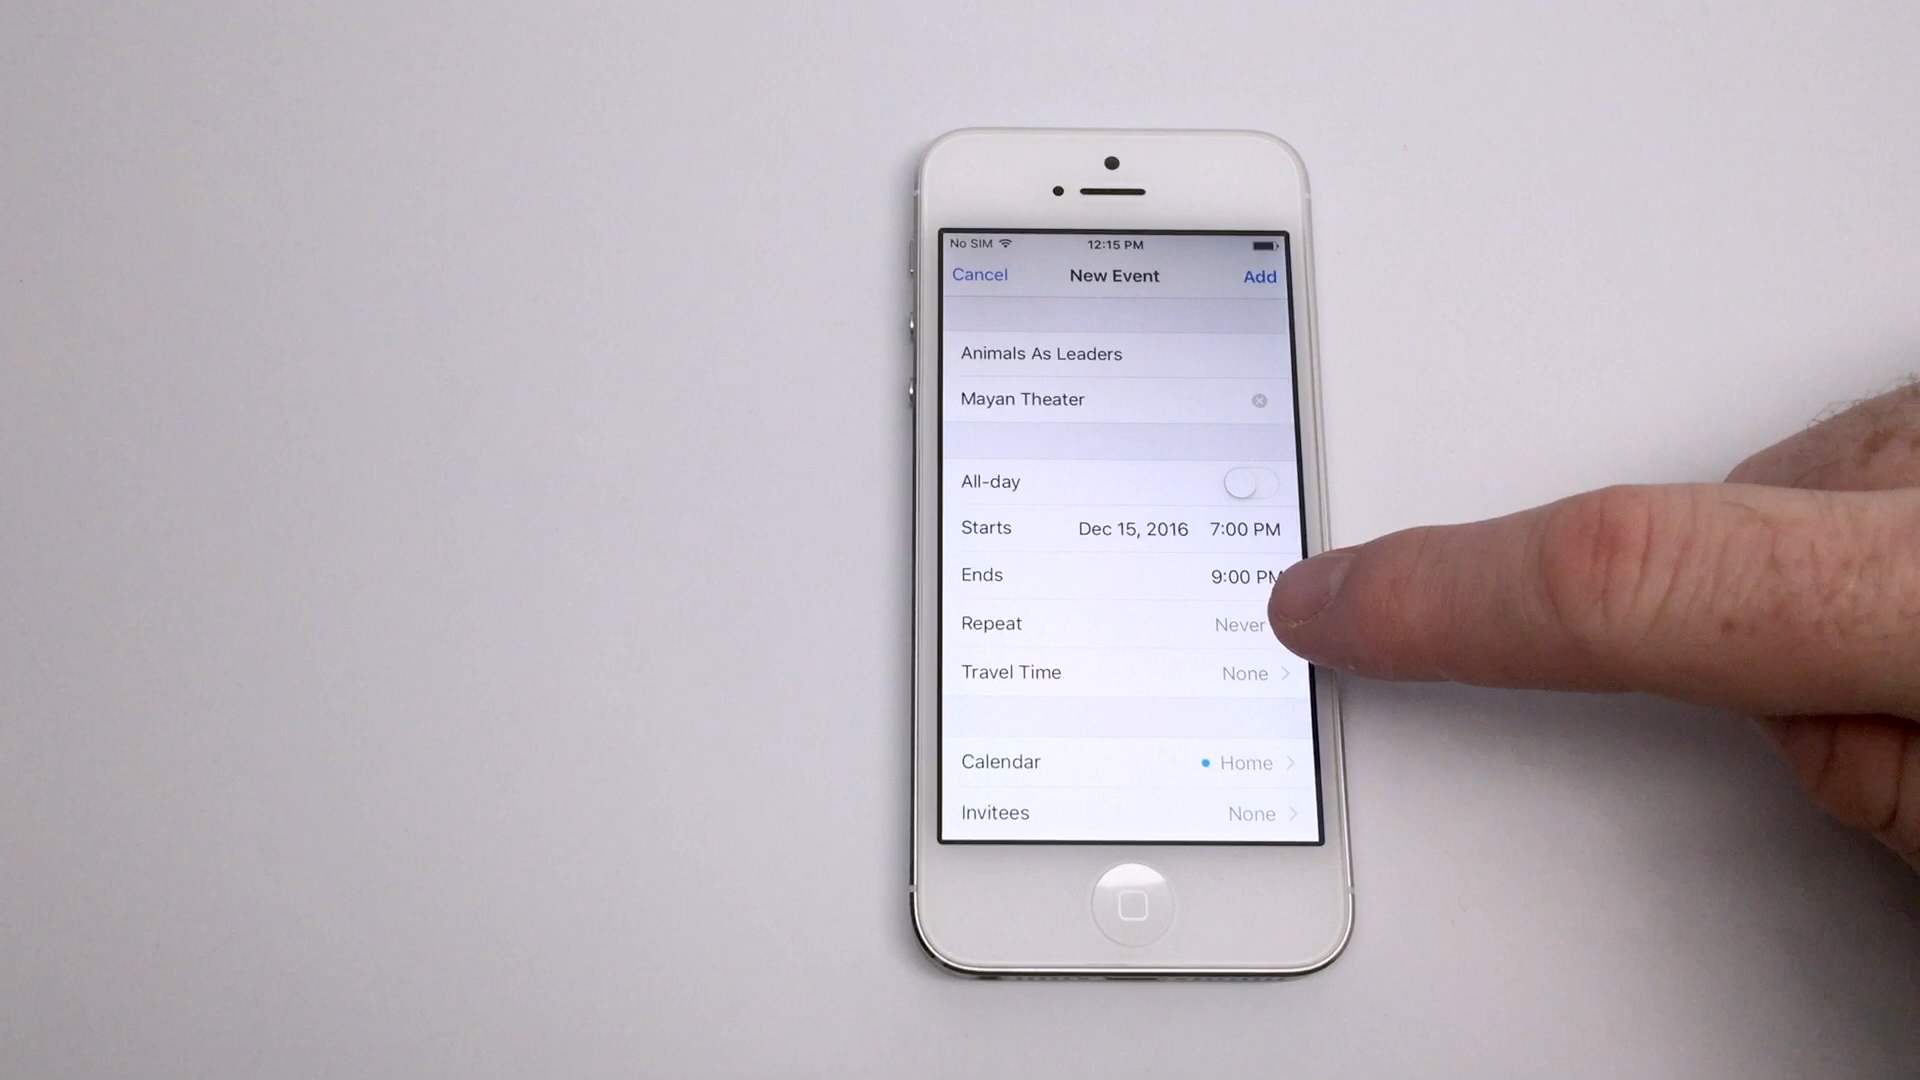 No SIM 12:15 PM
Cancel New Event Add
Animals As Leaders
Mayan Theater
All-day
Starts Dec 15, 2016 7:00 PM
Ends 9:00 PM
Repeat Never
Travel Time None
Calendar Home
Invitees None